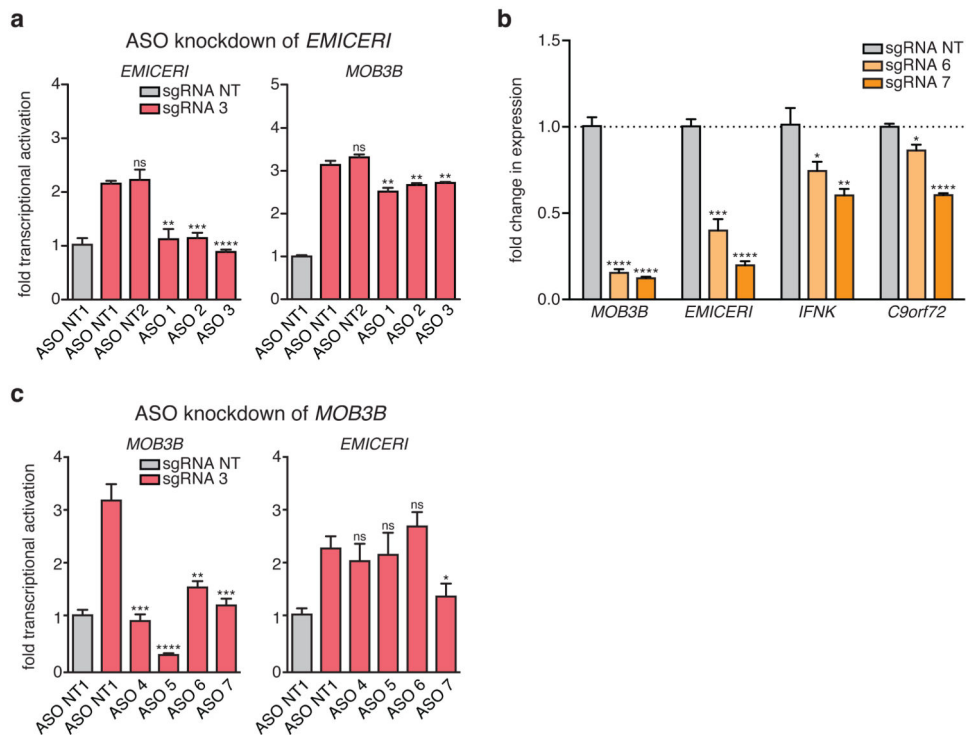 a
ASO knockdown of EMICERI
EMICERI
sgRNA NT
sgRNA 3
fold transcriptional activation
4
3
2
1
0
ns
**
***
****
ASO NT1
ASO NT1
ASO NT2
ASO 1
ASO 2
ASO 3
MOB3B
5
4
3
2
1
0
ns
**
**
**
ASO NT1
ASO NT1
ASO NT2
ASO 1
ASO 2
ASO 3
b
sgRNA NT
sgRNA 6
sgRNA 7
fold change in expression
1.5
1.0
0.5
0.0
**** ****
***
****
*
**
*
****
MOB3B EMICERI IFNK C9orf72
c
ASO knockdown of MOB3B
MOB3B
sgRNA NT
sgRNA 3
fold transcriptional activation
4
3
2
1
0
***
****
**
***
ASO NT1
ASO NT1
ASO 4
ASO 5
ASO 6
ASO 7
EMICERI
4
3
2
1
0
ns
ns
ns
*
ASO NT1
ASO NT1
ASO 4
ASO 5
ASO 6
ASO 7